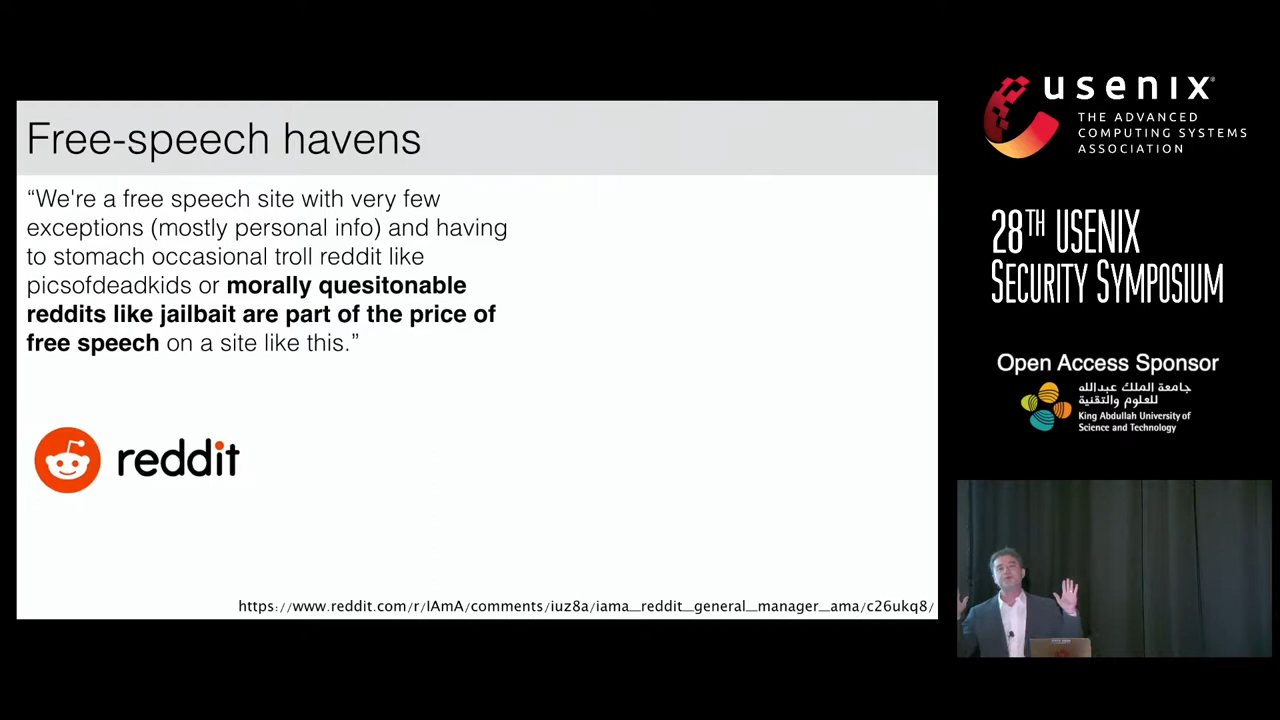 Free-speech havens
“We're a free speech site with very few
exceptions (mostly personal info) and having
to stomach occasional troll reddit like
picsofdeadkids or morally quesitonable
reddits like jailbait are part of the price of
free speech on a site like this.”
reddit
https://www.reddit.com/r/IAmA/comments/iuz8a/iama_reddit_general_manager_ama/c26ukq8/
usenix
THE ADVANCED
COMPUTING SYSTEMS
ASSOCIATION
28TH USENIX
SECURITY SYMPOSIUM
Open Access Sponsor
جامعة الملك عبدالله
للعلوم والتقنية
King Abdullah University of
Science and Technology